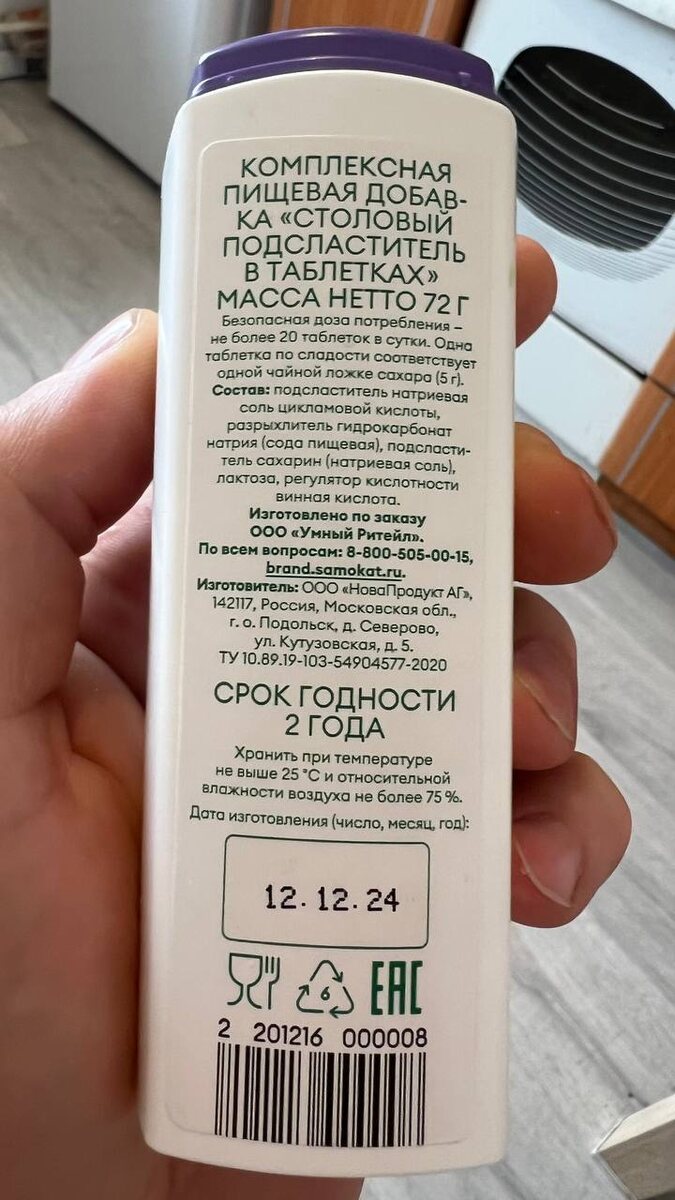 КОМПЛЕКСНАЯ
ПИЩЕВАЯ ДОБАВ-
КА «СТОЛОВЫЙ
ПОДСЛАСТИТЕЛЬ
В ТАБЛЕТКАХ»
МАССА НЕТТО 72 Г
Безопасная доза потребления –
не более 20 таблеток в сутки. Одна
таблетка по сладости соответствует
одной чайной ложке сахара (5 г).
Состав: подсластитель натриевая
соль цикламовой кислоты,
разрыхлитель гидрокарбонат
натрия (сода пищевая), подсласти-
тель сахарин (натриевая соль),
лактоза, регулятор кислотности
винная кислота.
Изготовлено по заказу
ООО «Умный Ритейл».
По всем вопросам: 8-800-505-00-15,
brand.samokat.ru.
Изготовитель: ООО «НоваПродукт АГ»,
142117, Россия, Московская обл.,
г. о. Подольск, д. Северово,
ул. Кутузовская, д. 5.
ТУ 10.89.19-103-54904577-2020
СРОК ГОДНОСТИ
2 ГОДА
Хранить при температуре
не выше 25 °С и относительной
влажности воздуха не более 75 %.
Дата изготовления (число, месяц, год):
12.12.24
6 EAC
2 201216 000008